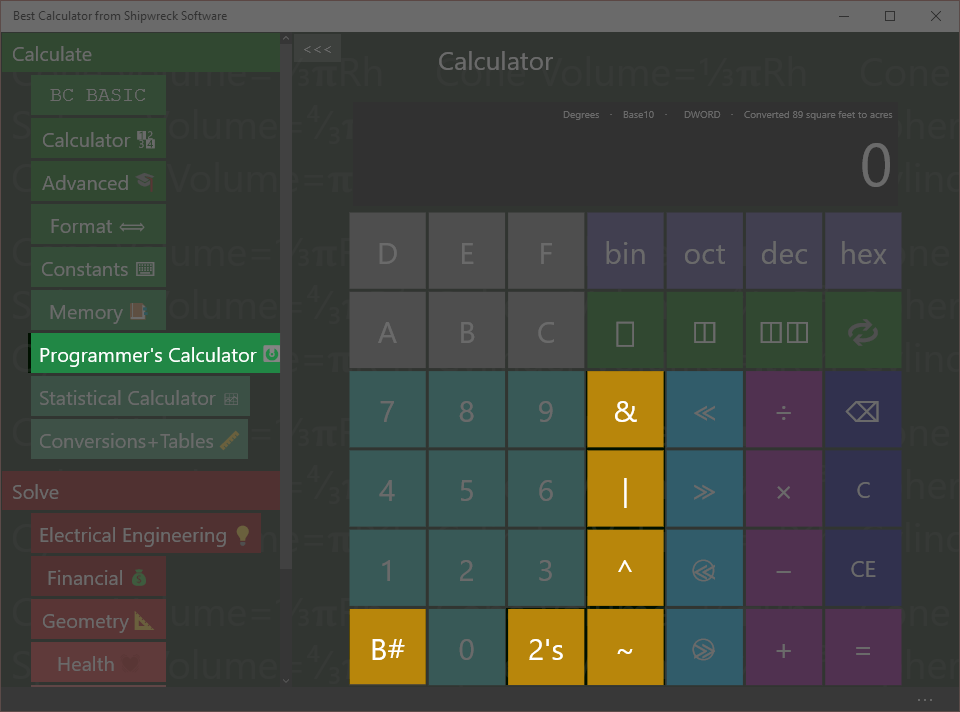 Best Calculator from Shipwreck Software
Calculate
<<<
Calculator
BC BASIC
Calculator
Advanced
Format
Constants
Memory
Programmer's Calculator
Statistical Calculator
Conversions+Tables
Solve
Electrical Engineering
Financial
Geometry
Health
Degrees · Base10 · DWORD · Converted 89 square feet to acres
0
D E F bin oct dec hex
A B C
7 8 9 & ≪ ÷ ⌫
4 5 6 | ≫ × C
1 2 3 ^ − CE
B# 0 2's ~ + =